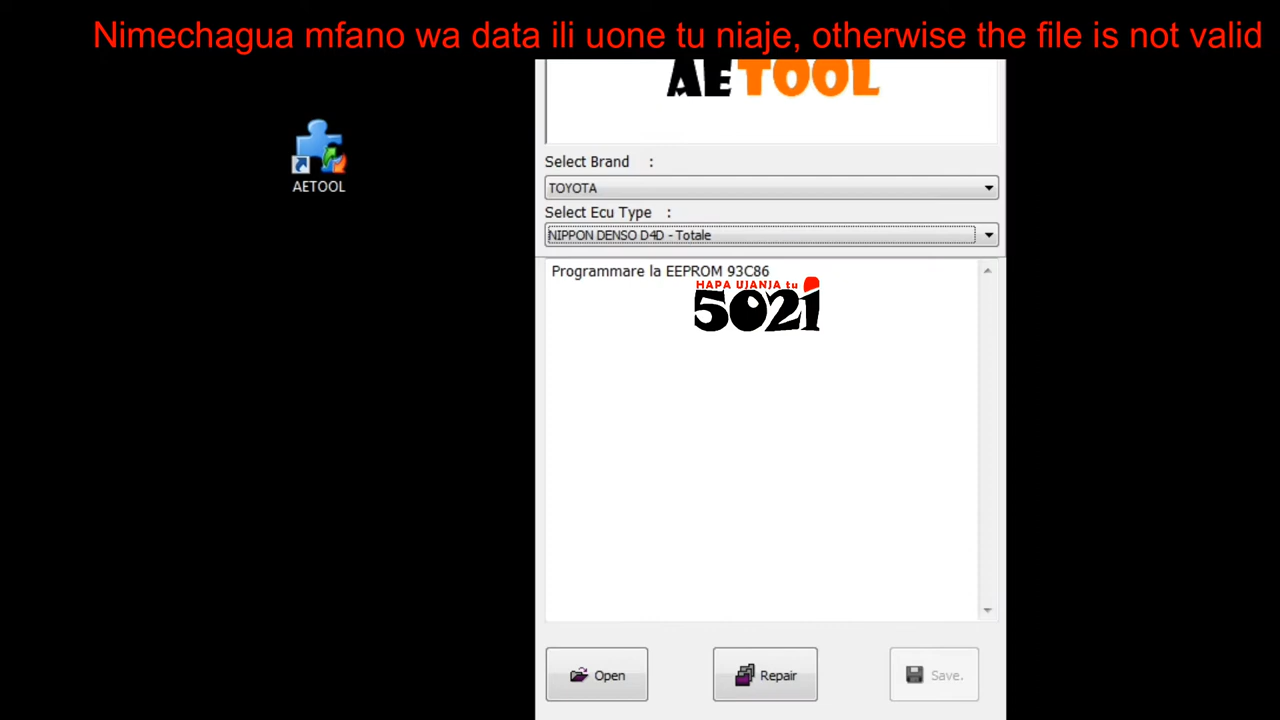 Nimechagua mfano wa data ili uone tu niaje, otherwise the file is not valid
AETOOL
AETOOL
Select Brand :
TOYOTA
Select Ecu Type :
NIPPON DENSO D4D - Totale
Programmare la EEPROM 93C86
HAPA UJANJA tu
502i
Open
Repair
Save.